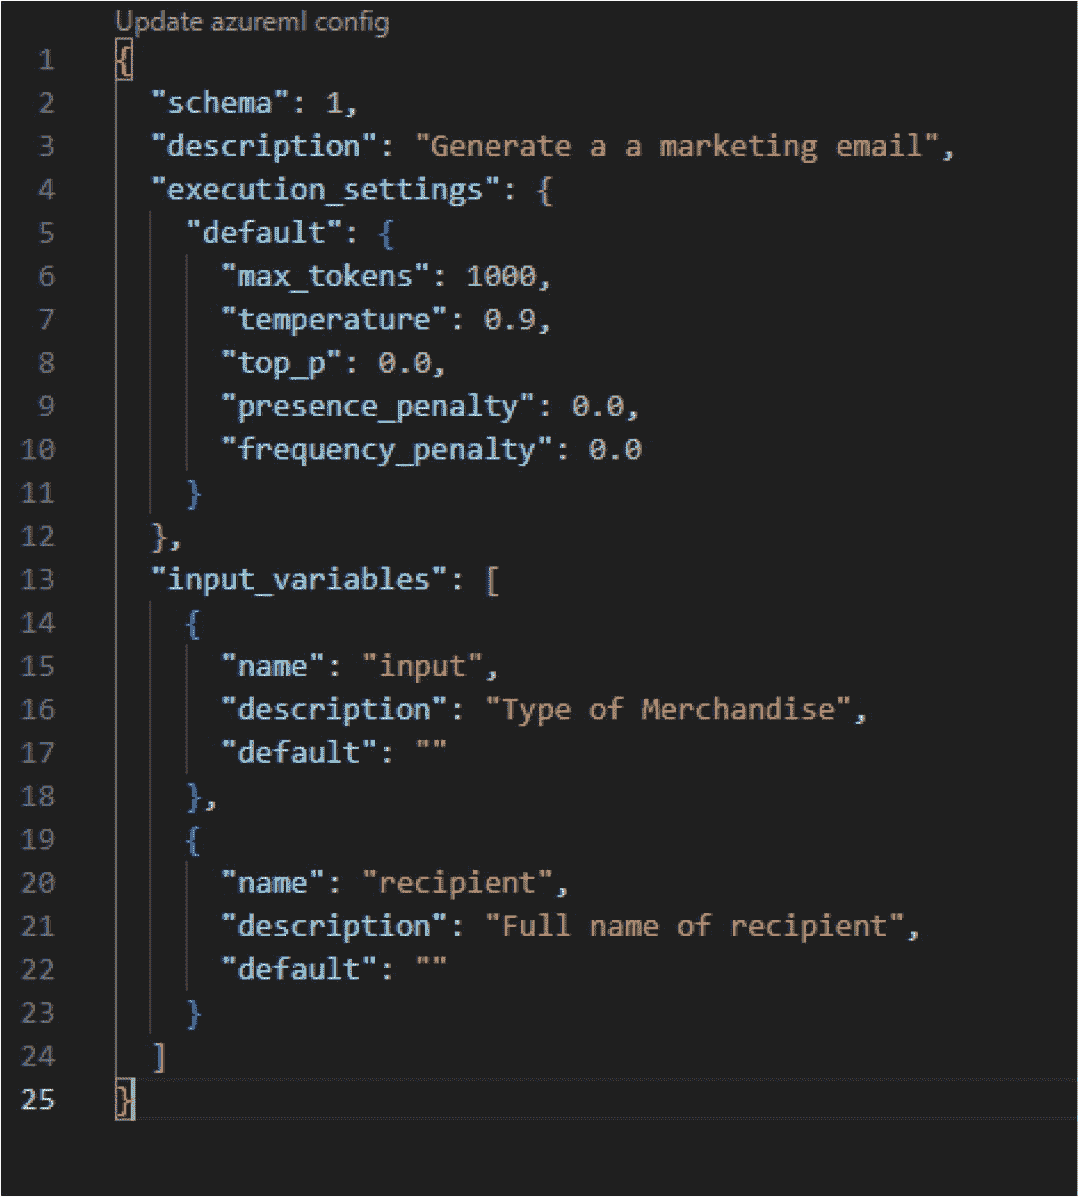 Update azureml config
1 {
2 "schema": 1,
3 "description": "Generate a a marketing email",
4 "execution_settings": {
5 "default": {
6 "max_tokens": 1000,
7 "temperature": 0.9,
8 "top_p": 0.0,
9 "presence_penalty": 0.0,
10 "frequency_penalty": 0.0
11 }
12 },
13 "input_variables": [
14 {
15 "name": "input",
16 "description": "Type of Merchandise",
17 "default": ""
18 },
19 {
20 "name": "recipient",
21 "description": "Full name of recipient",
22 "default": ""
23 }
24 ]
25 }